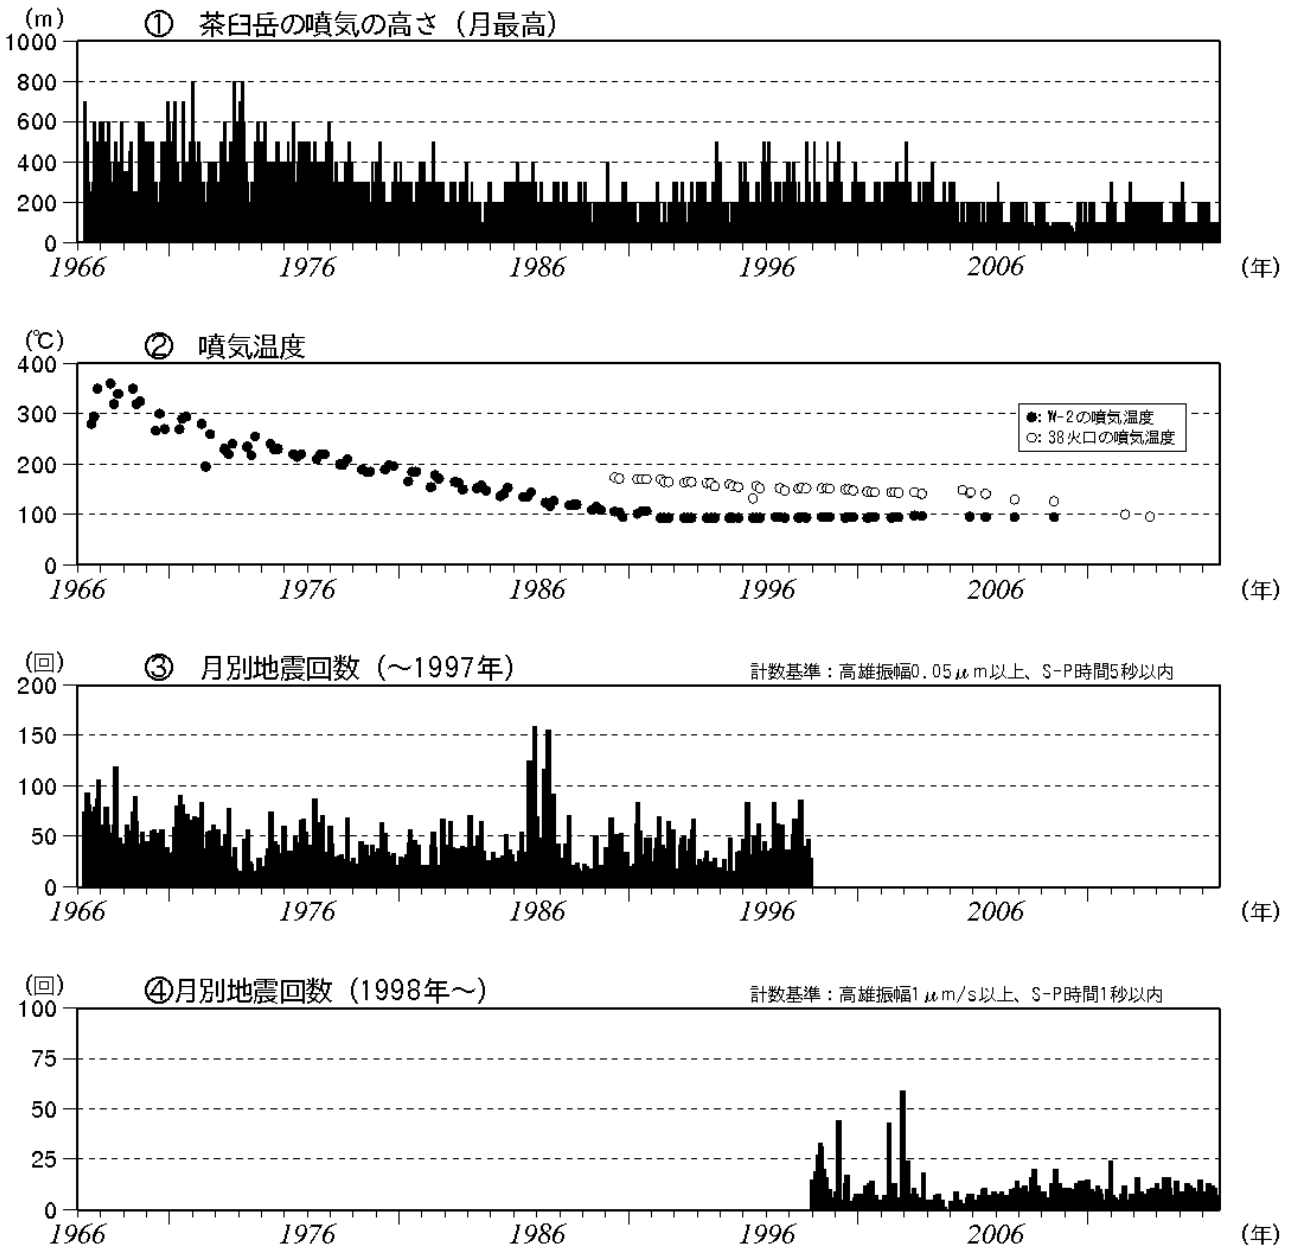 (m) ① 茶臼岳の噴気の高さ（月最高）
1000
800
600
400
200
0
1966 1976 1986 1996 2006 (年)
(℃) ② 噴気温度
400
300
200
100
0
●: W-2の噴気温度
○: 38火口の噴気温度
1966 1976 1986 1996 2006 (年)
(回) ③ 月別地震回数（～1997年） 計数基準：高雄振幅0.05μm以上、S-P時間5秒以内
200
150
100
50
0
1966 1976 1986 1996 2006 (年)
(回) ④月別地震回数（1998年～） 計数基準：高雄振幅1μm/s以上、S-P時間1秒以内
100
75
50
25
0
1966 1976 1986 1996 2006 (年)